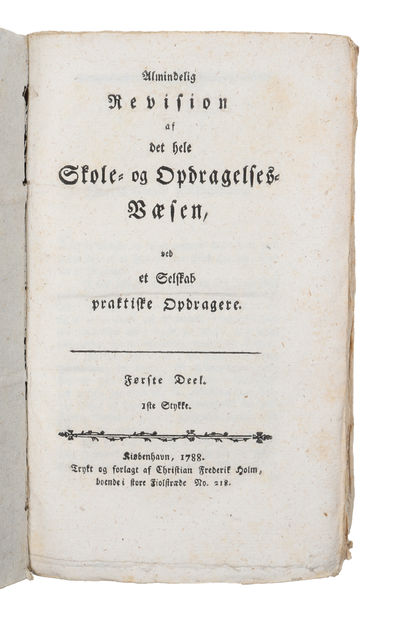 Almindelig
Revision
af
det hele
Skole- og Opdragelses-
Væsen,
ved
et Selskab
praktiske Opdragere.
Første Deel.
1ste Stykke.
Kiøbenhavn, 1788.
Trykt og forlagt af Christian Frederik Holm,
boende i store Fiolstræde No. 218.